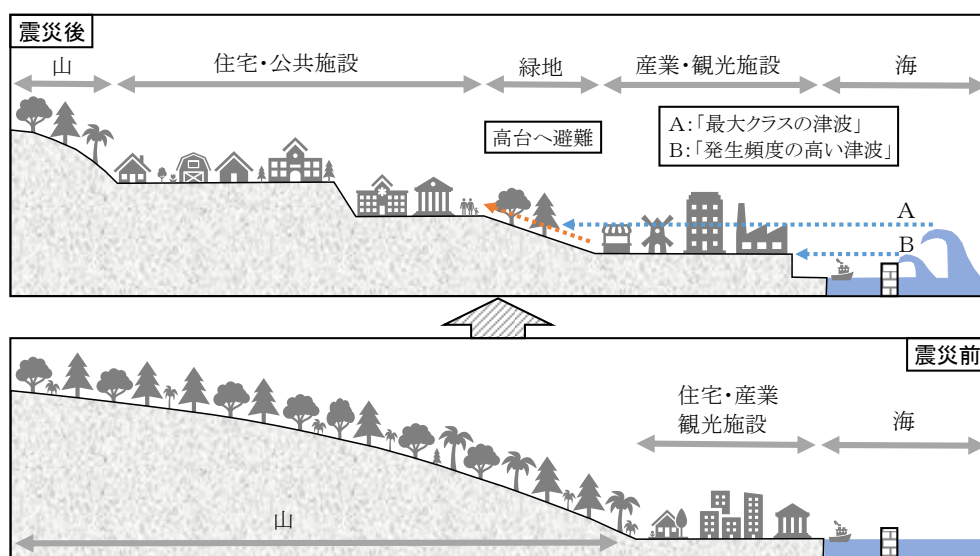 震災後
山
住宅・公共施設
緑地
産業・観光施設
海
高台へ避難
A:「最大クラスの津波」
B:「発生頻度の高い津波」
A
B
震災前
住宅・産業
観光施設
海
山